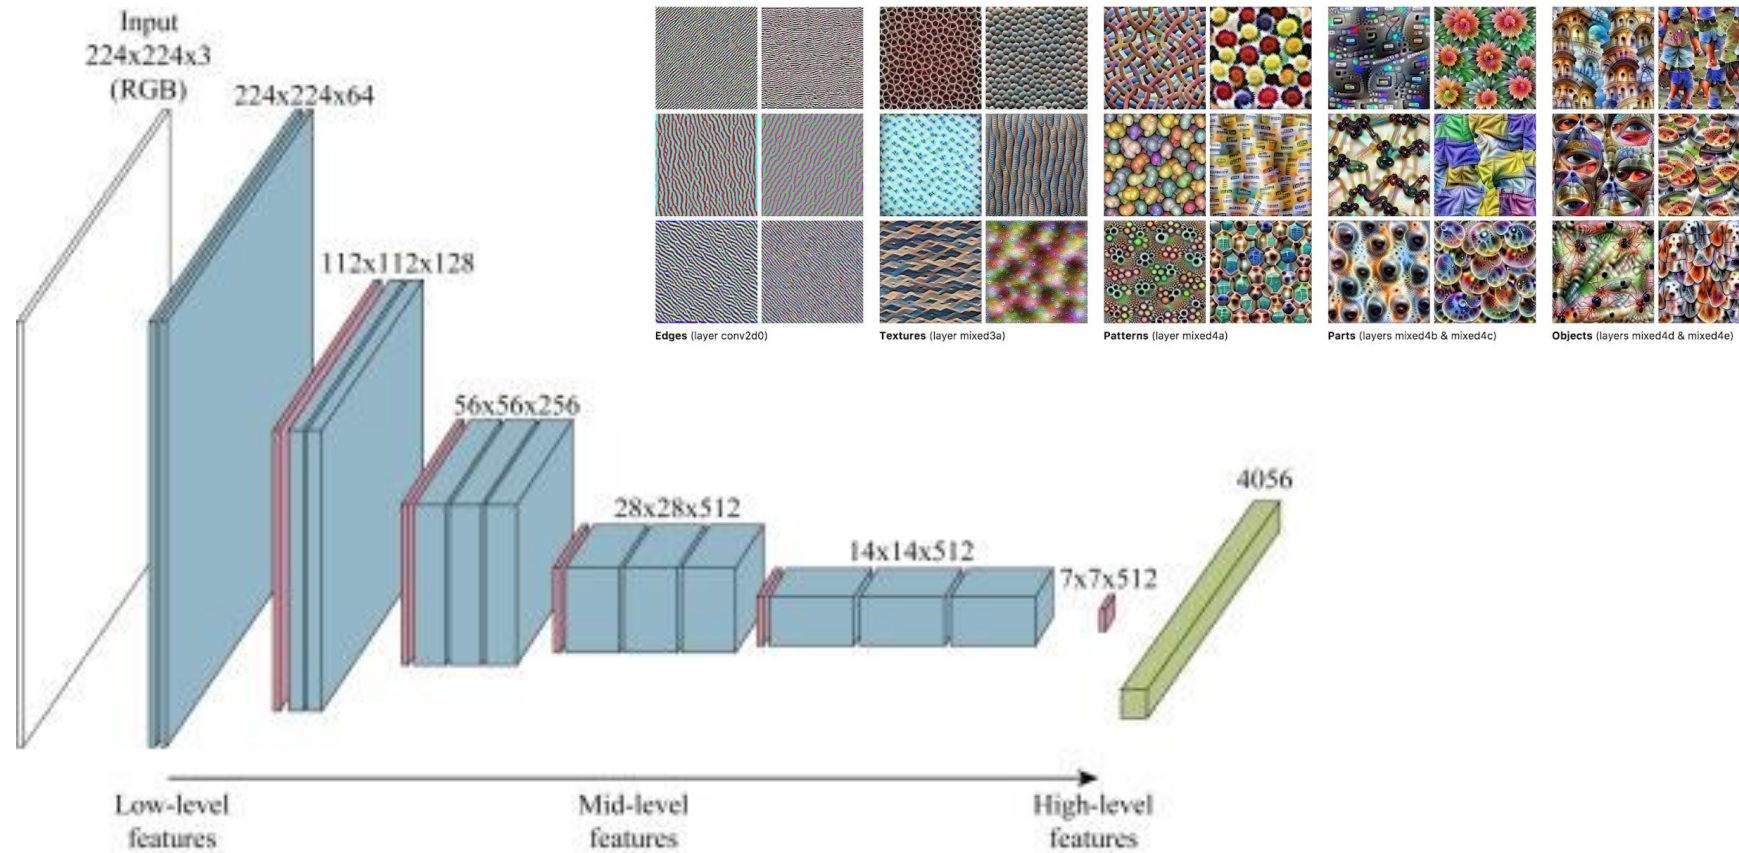 Input
224x224x3
(RGB)
224x224x64
112x112x128
56x56x256
28x28x512
14x14x512
7x7x512
4056
Edges (layer conv2d0)
Textures (layer mixed3a)
Patterns (layer mixed4a)
Parts (layers mixed4b & mixed4c)
Objects (layers mixed4d & mixed4e)
Low-level
features
Mid-level
features
High-level
features